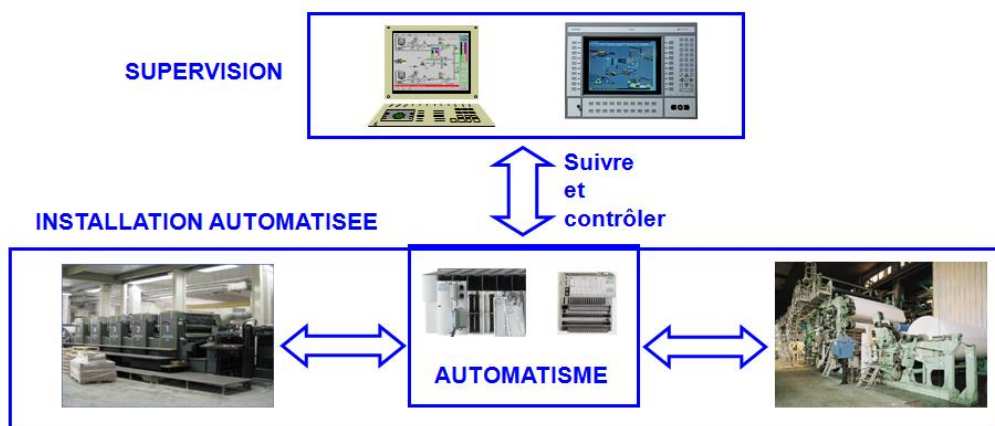 SUPERVISION
Suivre
et
contrôler
INSTALLATION AUTOMATISEE
AUTOMATISME